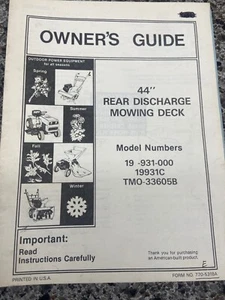 OWNER'S GUIDE
OUTDOOR POWER EQUIPMENT
for all seasons
Spring
Summer
Fall
Winter
44"
REAR DISCHARGE
MOWING DECK
Model Numbers
19 -931-000
19931C
TMO-33605B
Important:
Read
Instructions Carefully
Thank you for purchasing
an American-built product.
E
PRINTED IN U.S.A.
FORM NO. 770-5318A